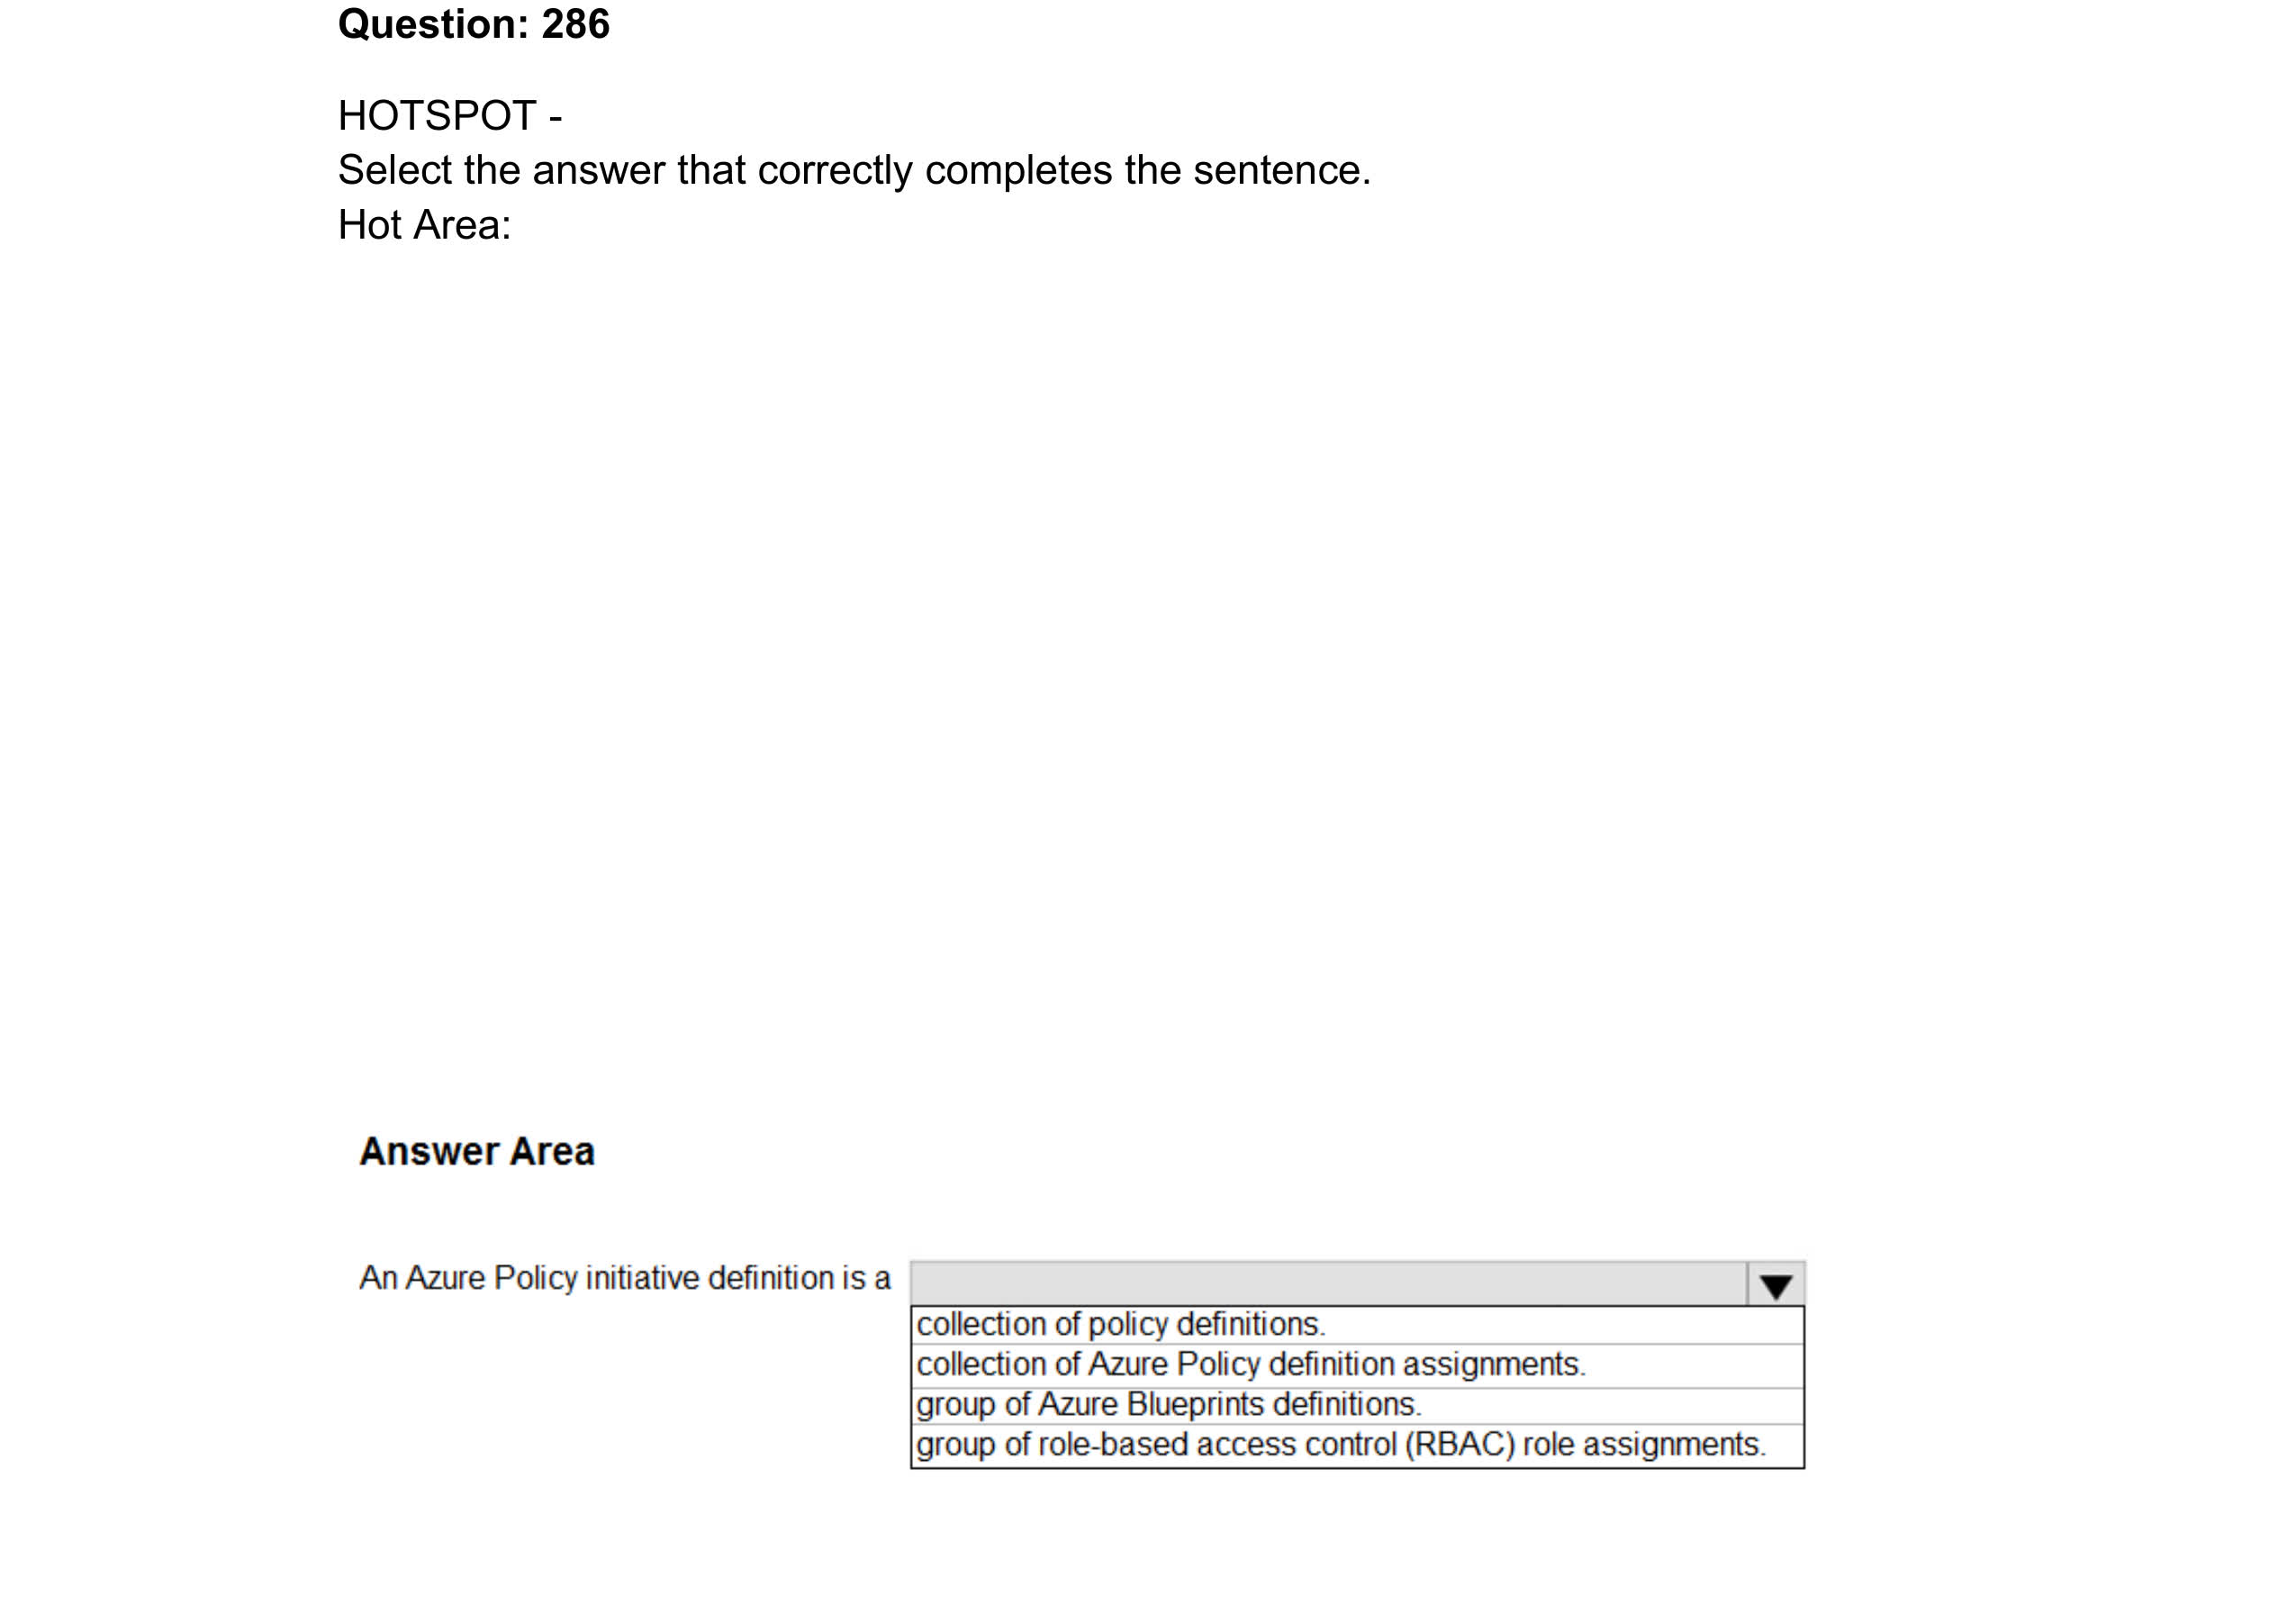 Question: 286
HOTSPOT -
Select the answer that correctly completes the sentence.
Hot Area:
Answer Area
An Azure Policy initiative definition is a
collection of policy definitions.
collection of Azure Policy definition assignments.
group of Azure Blueprints definitions.
group of role-based access control (RBAC) role assignments.